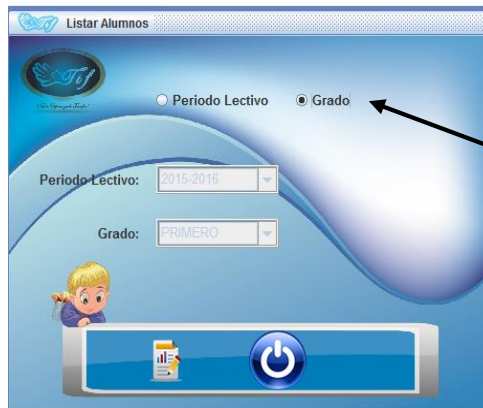 Listar Alumnos
Periodo Lectivo
Grado
Periodo Lectivo:
2015-2016
Grado:
PRIMERO